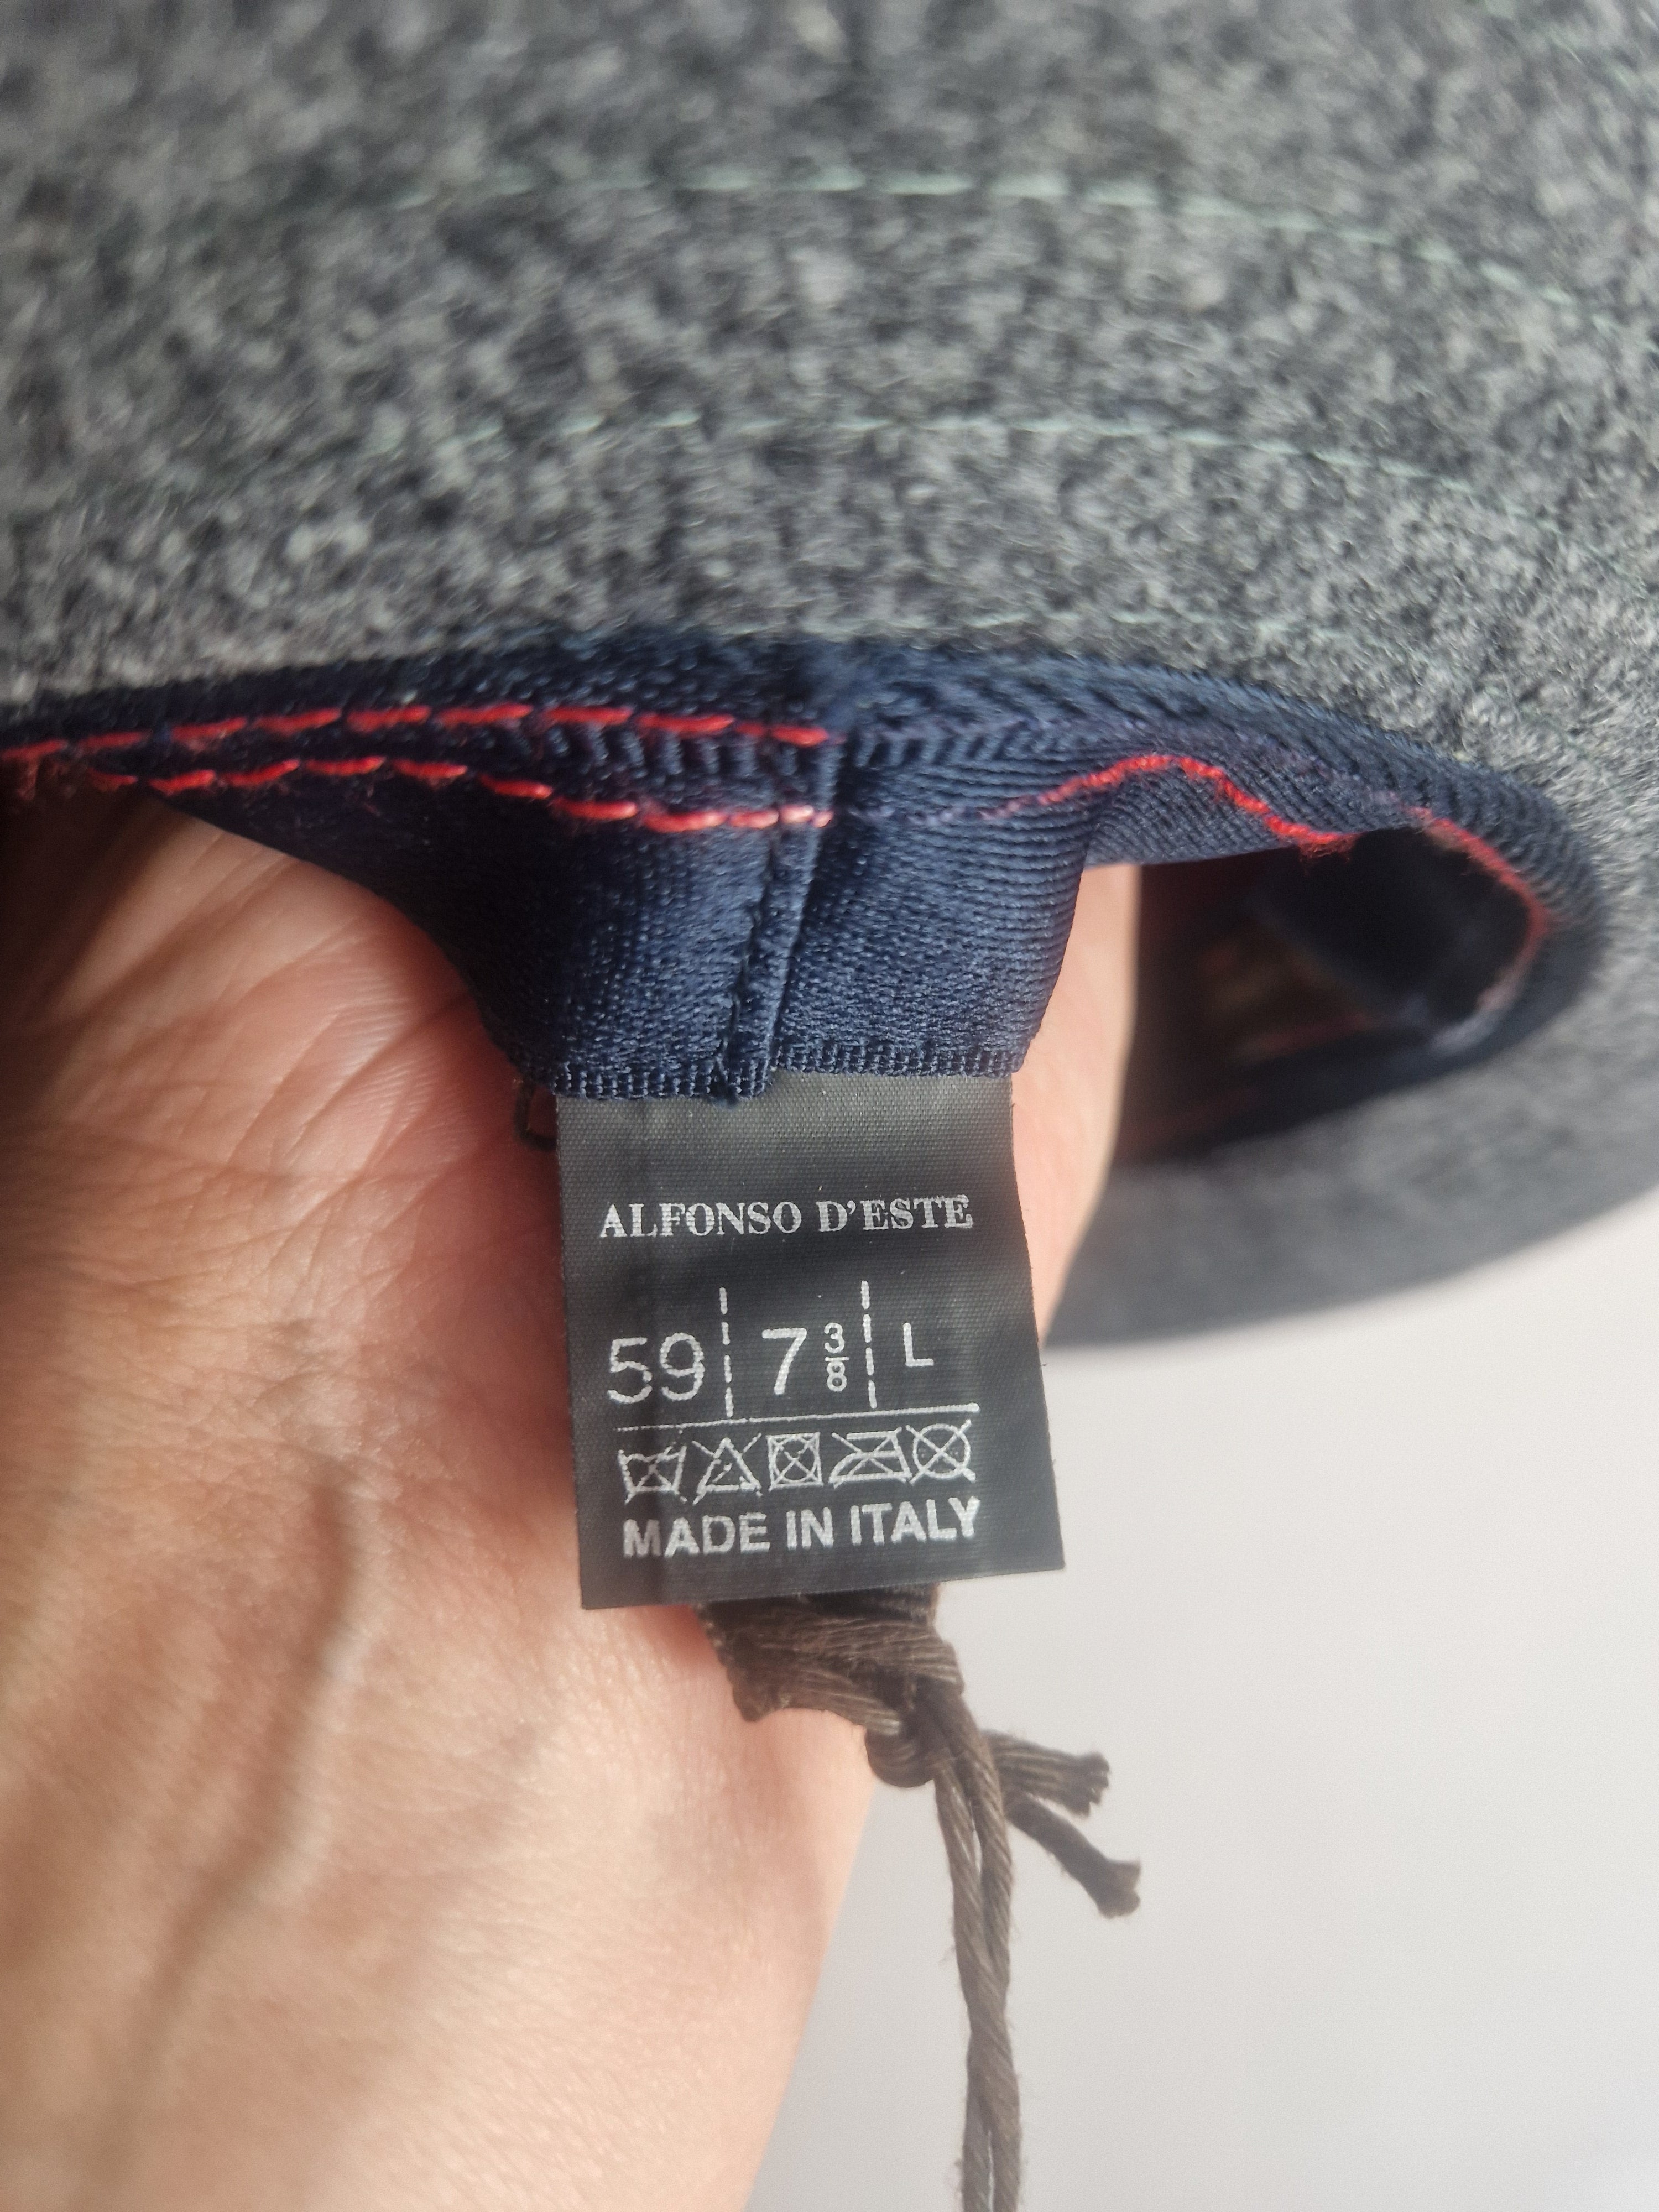 ALFONSO D'ESTE
59 7 3/8 L
MADE IN ITALY